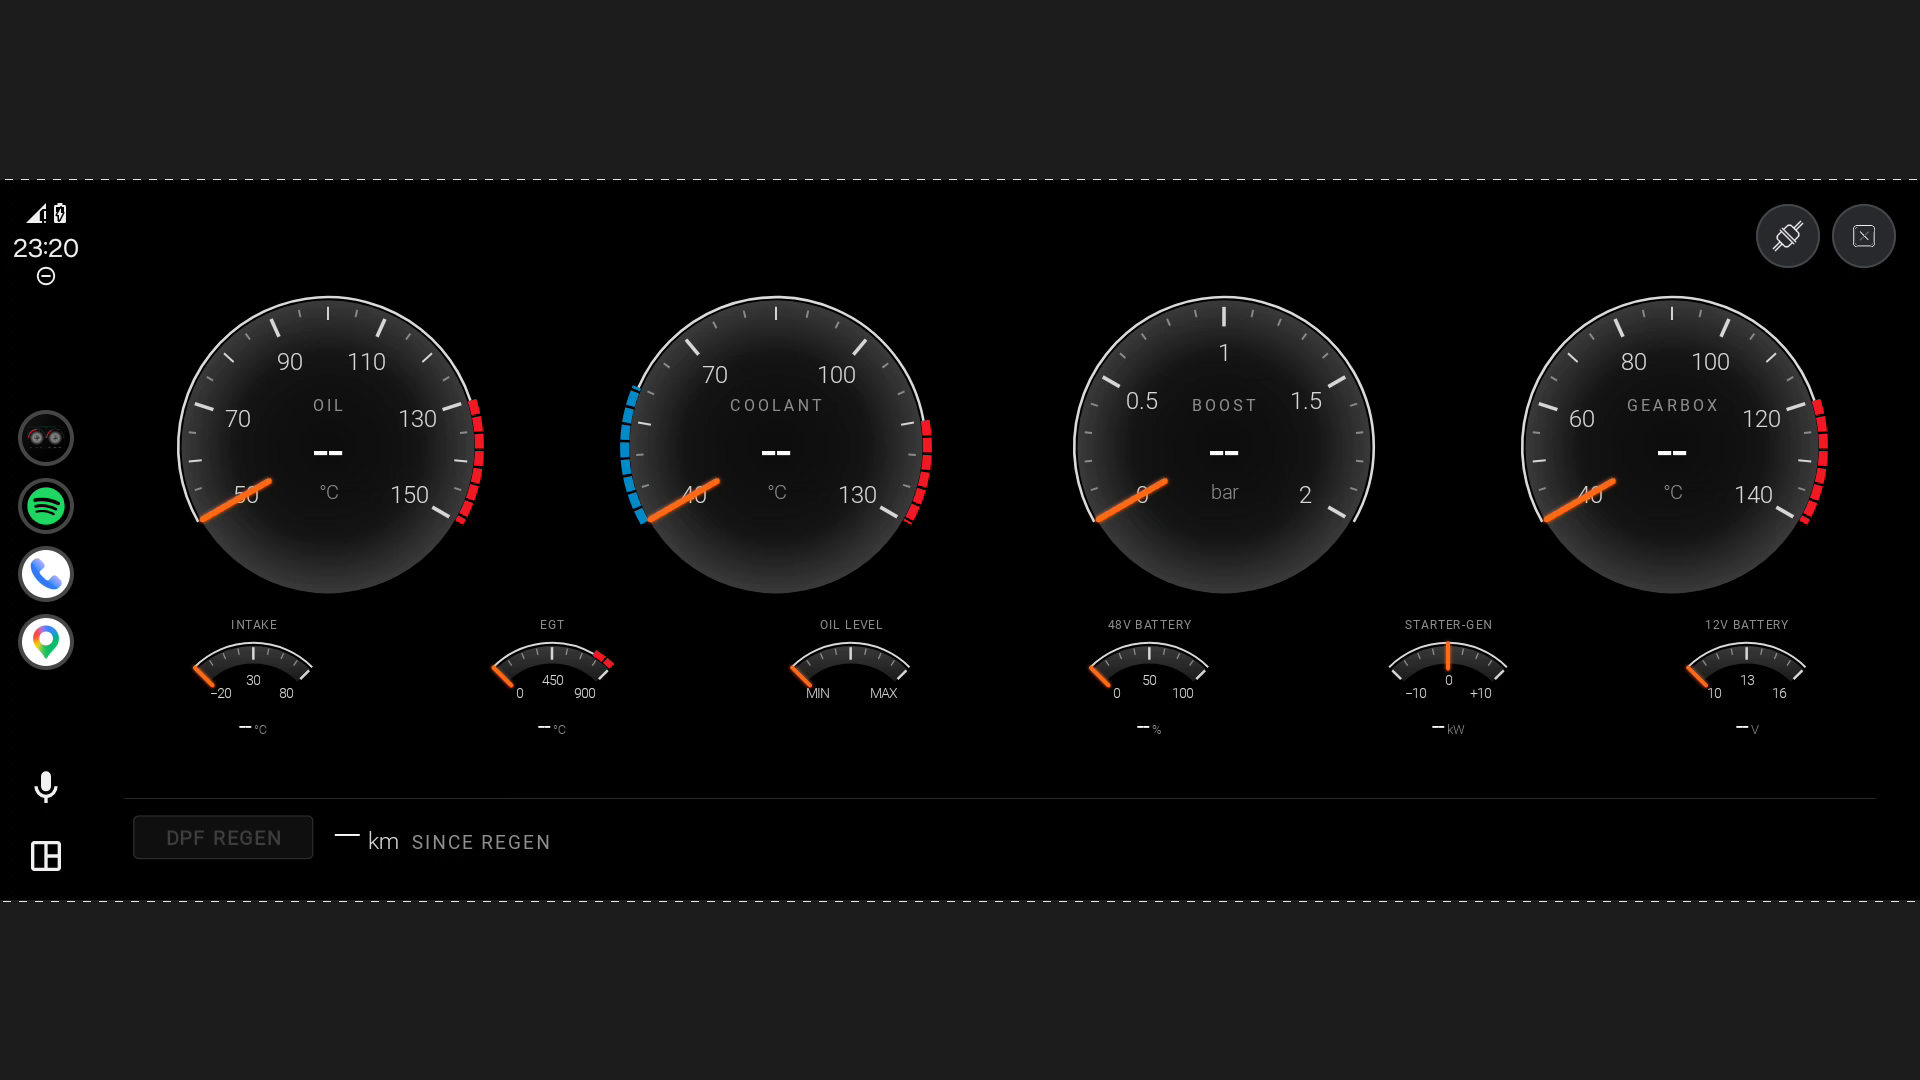 23:20
90 110
70 OIL 130
--
50 °C 150
70 100
COOLANT
--
40 °C 130
1
0.5 BOOST 1.5
--
0 bar 2
80 100
60 GEARBOX 120
--
40 °C 140
INTAKE
30
−20 80
-- °C
EGT
450
0 900
-- °C
OIL LEVEL
MIN MAX
48V BATTERY
50
0 100
-- %
STARTER-GEN
0
−10 +10
-- kW
12V BATTERY
13
10 16
-- V
DPF REGEN — km SINCE REGEN